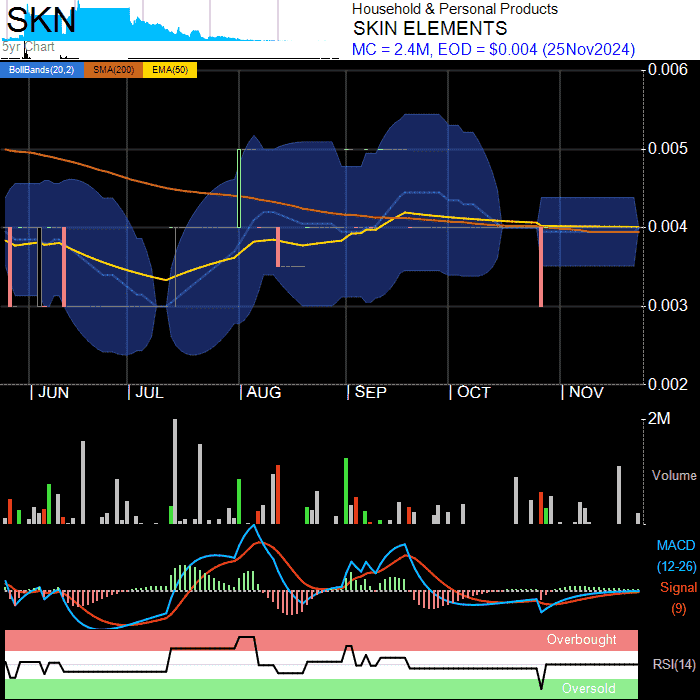 SKN
5yr Chart
Household & Personal Products
SKIN ELEMENTS
MC = 2.4M, EOD = $0.004 (25Nov2024)
BollBands(20,2) SMA(200) EMA(50)
0.006
0.005
0.004
0.003
0.002
JUN JUL AUG SEP OCT NOV
2M
Volume
MACD
(12-26)
Signal
(9)
Overbought
RSI(14)
Oversold